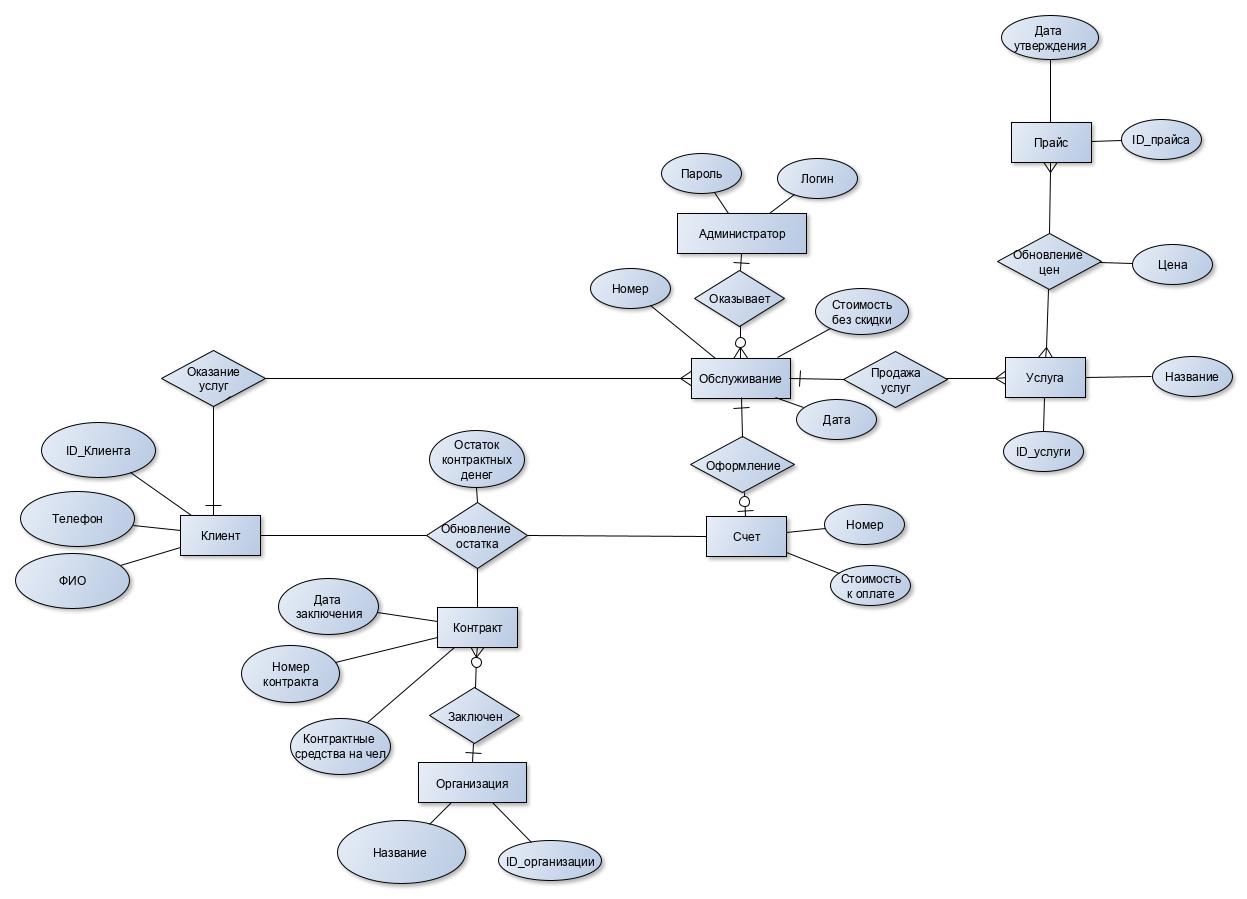 Дата
утверждения
Прайс
ID_прайса
Пароль
Логин
Администратор
Обновление
цен
Цена
Номер
Оказывает
Стоимость
без скидки
Оказание
услуг
Обслуживание
Продажа
услуг
Услуга
Название
Дата
ID_услуги
ID_Клиента
Остаток
контрактных
денег
Оформление
Телефон
Клиент
Обновление
остатка
Счет
Номер
ФИО
Стоимость
к оплате
Дата
заключения
Контракт
Номер
контракта
Заключен
Контрактные
средства на чел
Организация
Название
ID_организации